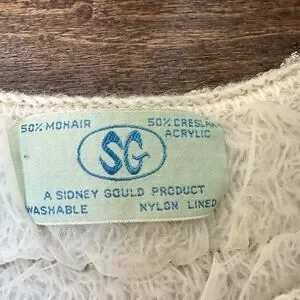 50% MOHAIR 50% CRESLAN ACRYLIC
SG
A SIDNEY GOULD PRODUCT
WASHABLE NYLON LINED